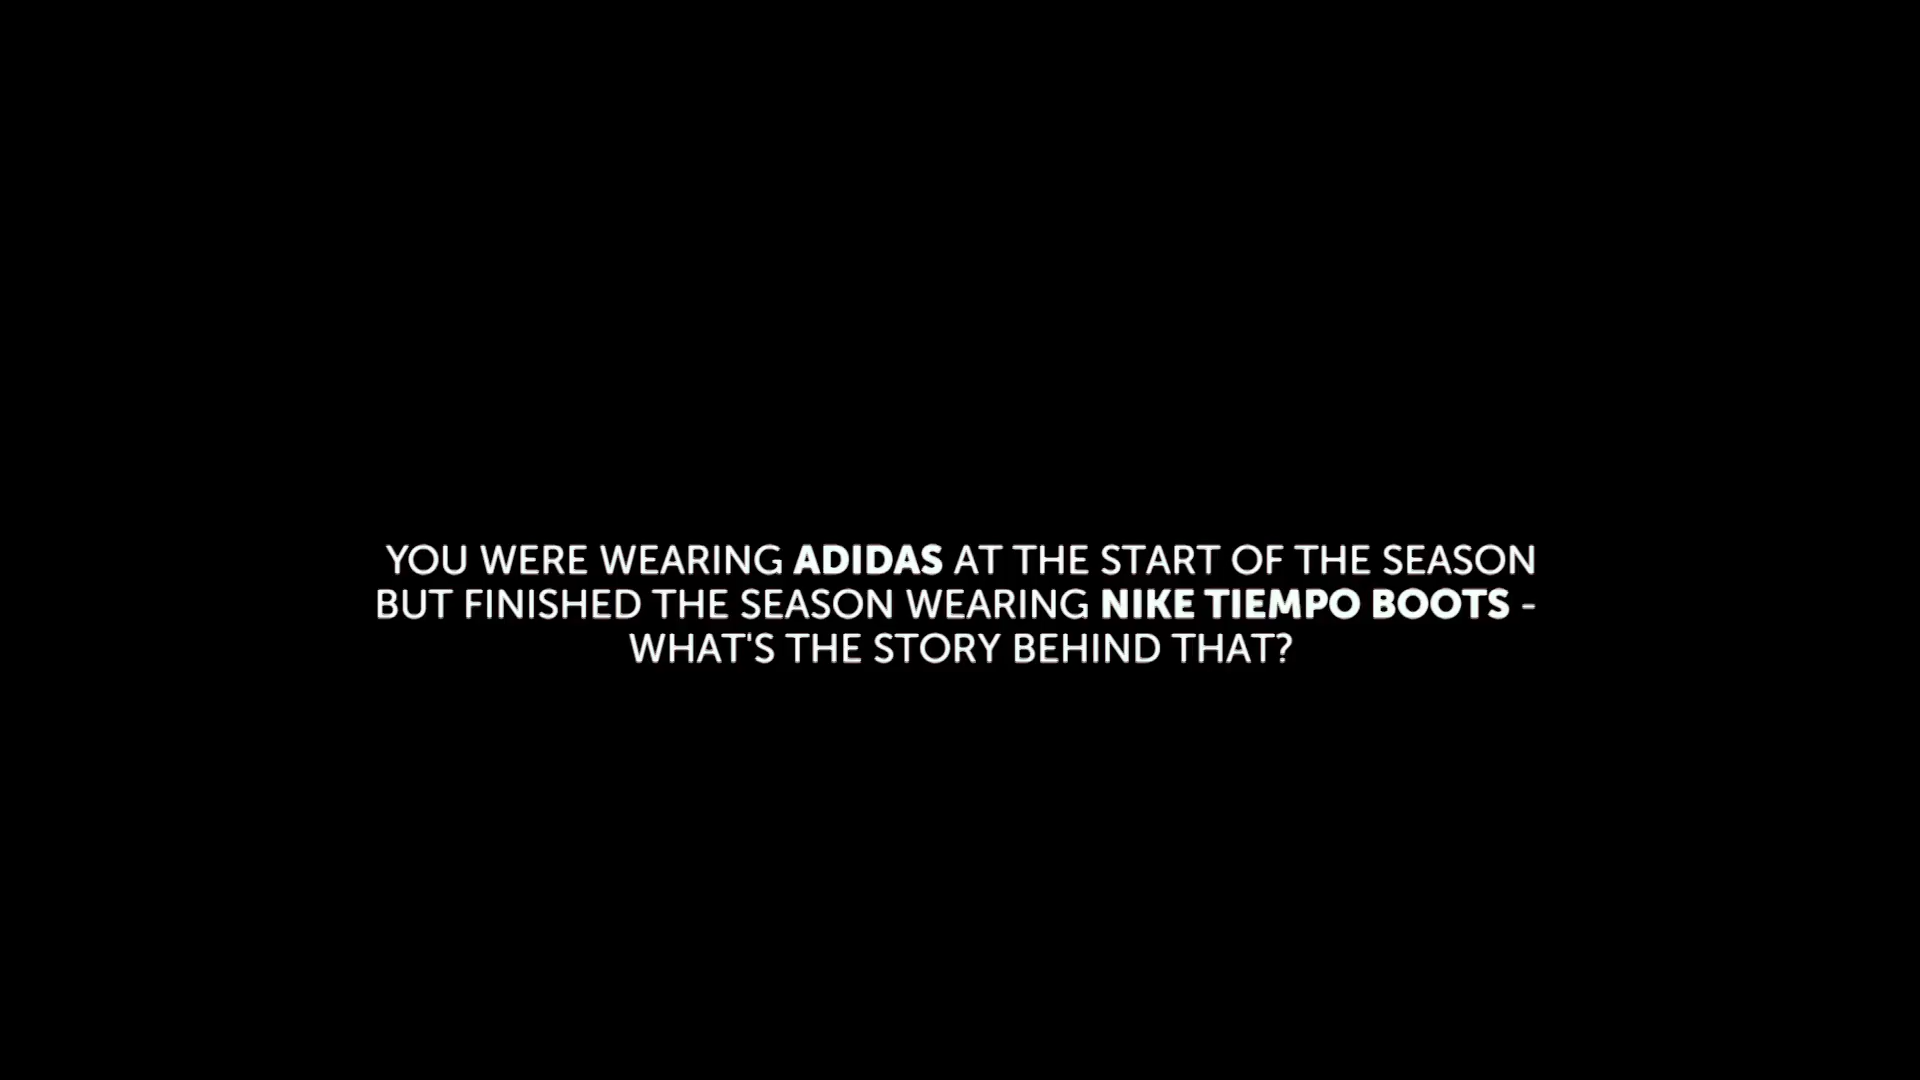 YOU WERE WEARING ADIDAS AT THE START OF THE SEASON
BUT FINISHED THE SEASON WEARING NIKE TIEMPO BOOTS -
WHAT'S THE STORY BEHIND THAT?